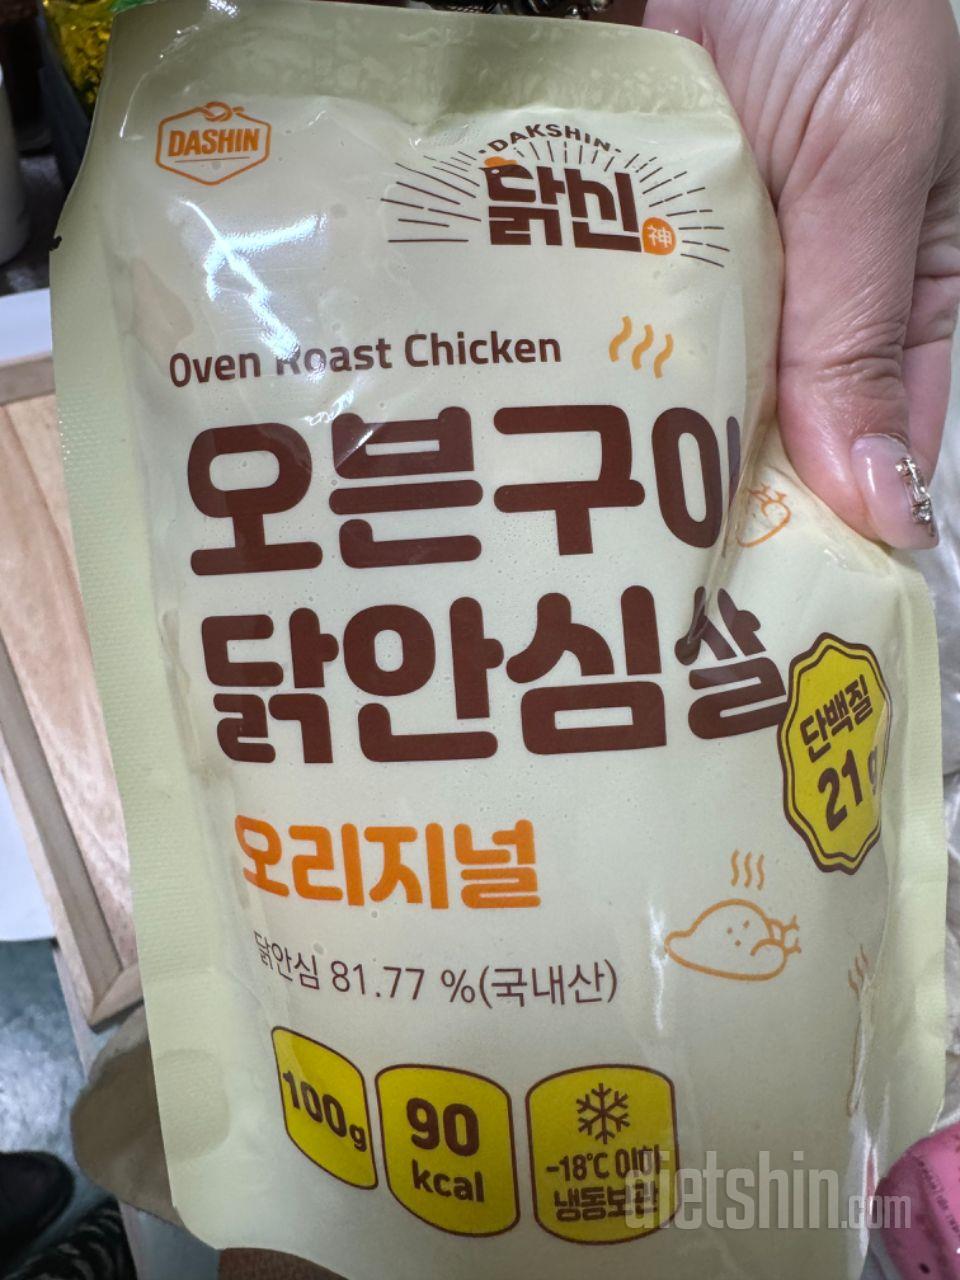 DASHIN
DAKSHIN
닭신
神
Oven Roast Chicken
오븐구이
닭안심살
단백질
21 g
오리지널
닭안심 81.77 %(국내산)
100g
90
kcal
-18℃ 이하
냉동보관
dietshin.com